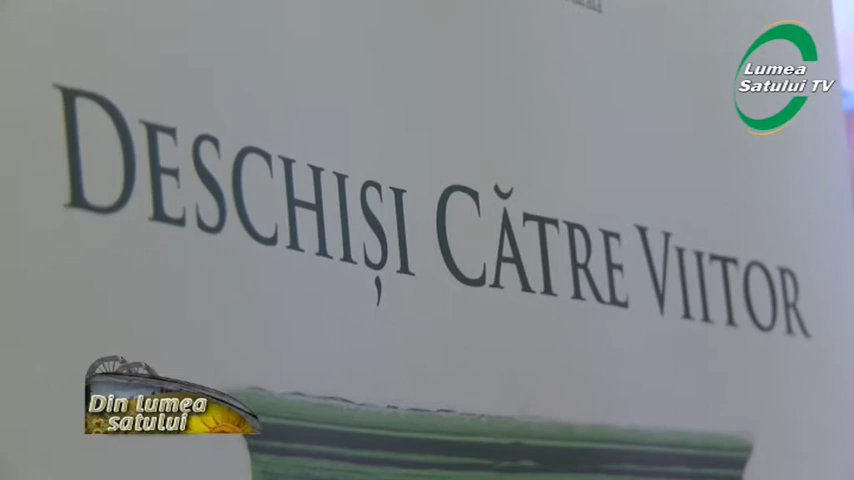 Lumea
Satului TV
DESCHIȘI CĂTRE VIITOR
Din lumea
satului